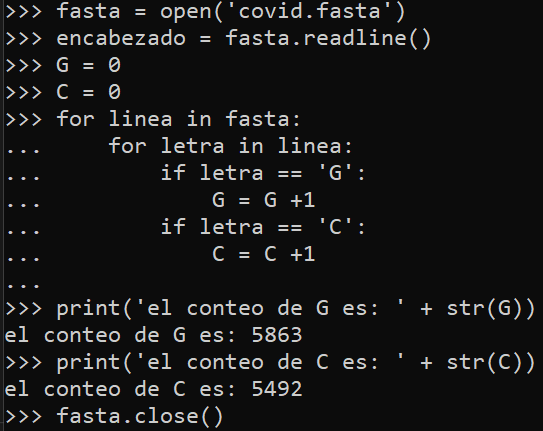 >>> fasta = open('covid.fasta')
>>> encabezado = fasta.readline()
>>> G = 0
>>> C = 0
>>> for linea in fasta:
...     for letra in linea:
...         if letra == 'G':
...             G = G +1
...         if letra == 'C':
...             C = C +1
...
>>> print('el conteo de G es: ' + str(G))
el conteo de G es: 5863
>>> print('el conteo de C es: ' + str(C))
el conteo de C es: 5492
>>> fasta.close()